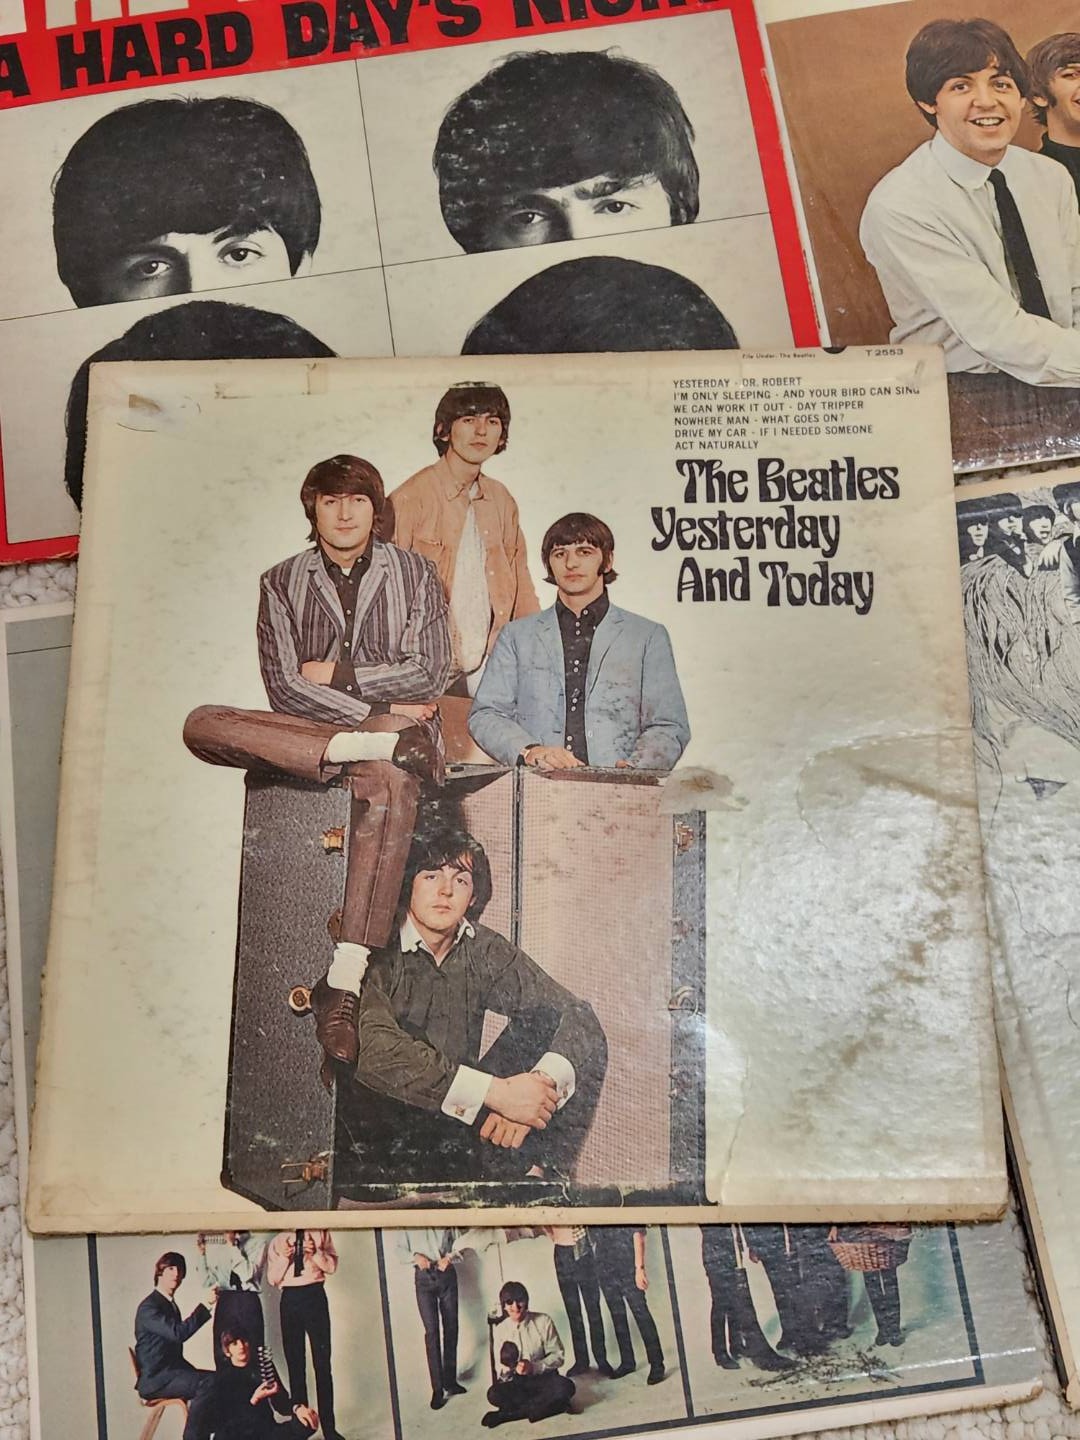 A HARD DAY'S NIGHT
File Under: The Beatles T 2553
YESTERDAY · DR. ROBERT
I'M ONLY SLEEPING · AND YOUR BIRD CAN SING
WE CAN WORK IT OUT · DAY TRIPPER
NOWHERE MAN · WHAT GOES ON?
DRIVE MY CAR · IF I NEEDED SOMEONE
ACT NATURALLY
The Beatles
Yesterday
And Today